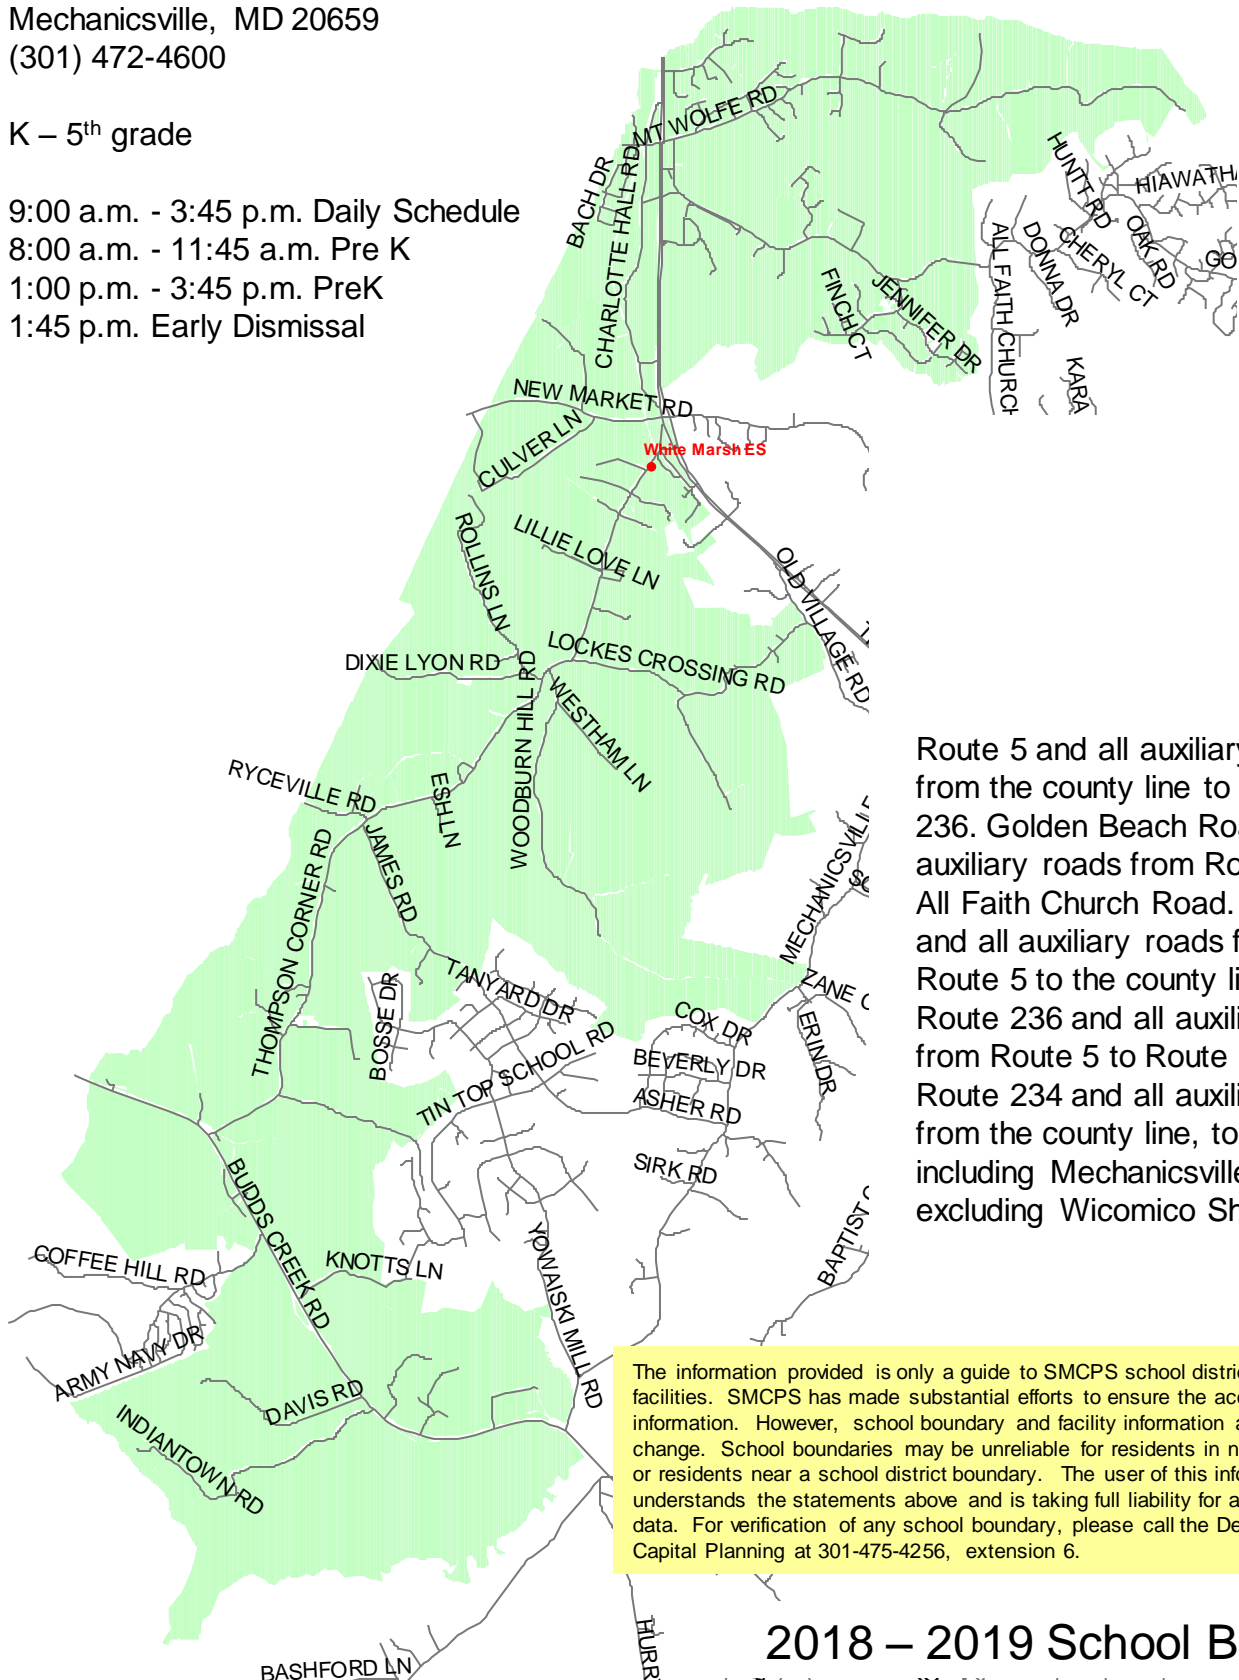 Mechanicsville, MD 20659
(301) 472-4600
K – 5th grade
9:00 a.m. - 3:45 p.m. Daily Schedule
8:00 a.m. - 11:45 a.m. Pre K
1:00 p.m. - 3:45 p.m. PreK
1:45 p.m. Early Dismissal
MT WOLFE RD
BACH DR
CHARLOTTE HALL RD
HUNTT RD
HIAWATH
OAK RD
GO
ALL FAITH CHURCH
DONNA DR
CHERYL CT
FINCH CT
JENNIFER DR
KARA
NEW MARKET RD
CULVER LN
White Marsh ES
ROLLINS LN
LILLIE LOVE LN
OLD VILLAGE RD
DIXIE LYON RD
LOCKES CROSSING RD
WOODBURN HILL RD
WESTHAM LN
RYCEVILLE RD
ESH LN
JAMES RD
THOMPSON CORNER RD
MECHANICSVILLE
BOSSE DR
TANYARD DR
ZANE
COX DR
ERIN DR
TIN TOP SCHOOL RD
BEVERLY DR
ASHER RD
SIRK RD
BUDDS CREEK RD
BAPTIST
COFFEE HILL RD
KNOTTS LN
YOWAISKI MILL RD
ARMY NAVY DR
DAVIS RD
INDIANTOWN RD
BASHFORD LN
HURR
Route 5 and all auxiliary
from the county line to
236. Golden Beach Roa
auxiliary roads from Ro
All Faith Church Road.
and all auxiliary roads f
Route 5 to the county li
Route 236 and all auxili
from Route 5 to Route
Route 234 and all auxili
from the county line, to
including Mechanicsville
excluding Wicomico Sh
The information provided is only a guide to SMCPS school distric
facilities. SMCPS has made substantial efforts to ensure the acc
information. However, school boundary and facility information a
change. School boundaries may be unreliable for residents in n
or residents near a school district boundary. The user of this info
understands the statements above and is taking full liability for a
data. For verification of any school boundary, please call the De
Capital Planning at 301-475-4256, extension 6.
2018 – 2019 School B